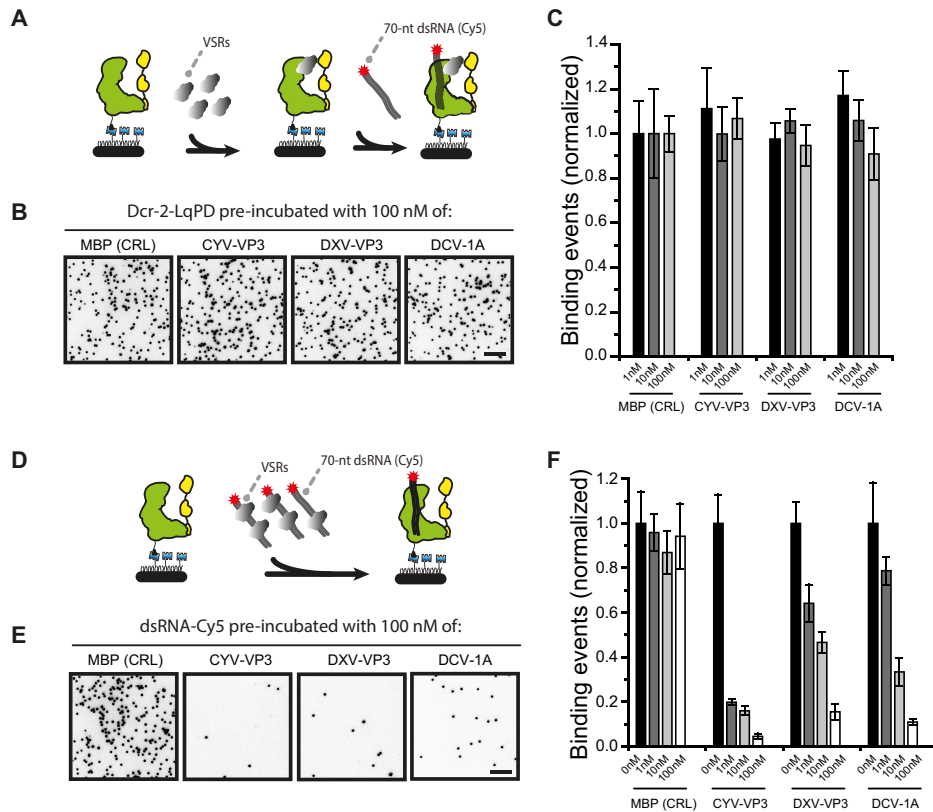 A
VSRs
70-nt dsRNA (Cy5)
B
Dcr-2-LqPD pre-incubated with 100 nM of:
MBP (CRL) CYV-VP3 DXV-VP3 DCV-1A
C
Binding events (normalized)
1.4
1.2
1.0
0.8
0.6
0.4
0.2
0.0
1nM 10nM 100nM 1nM 10nM 100nM 1nM 10nM 100nM 1nM 10nM 100nM
MBP (CRL) CYV-VP3 DXV-VP3 DCV-1A
D
VSRs
70-nt dsRNA (Cy5)
E
dsRNA-Cy5 pre-incubated with 100 nM of:
MBP (CRL) CYV-VP3 DXV-VP3 DCV-1A
F
Binding events (normalized)
1.2
1.0
0.8
0.6
0.4
0.2
0.0
0nM 1nM 10nM 100nM 0nM 1nM 10nM 100nM 0nM 1nM 10nM 100nM 0nM 1nM 10nM 100nM
MBP (CRL) CYV-VP3 DXV-VP3 DCV-1A